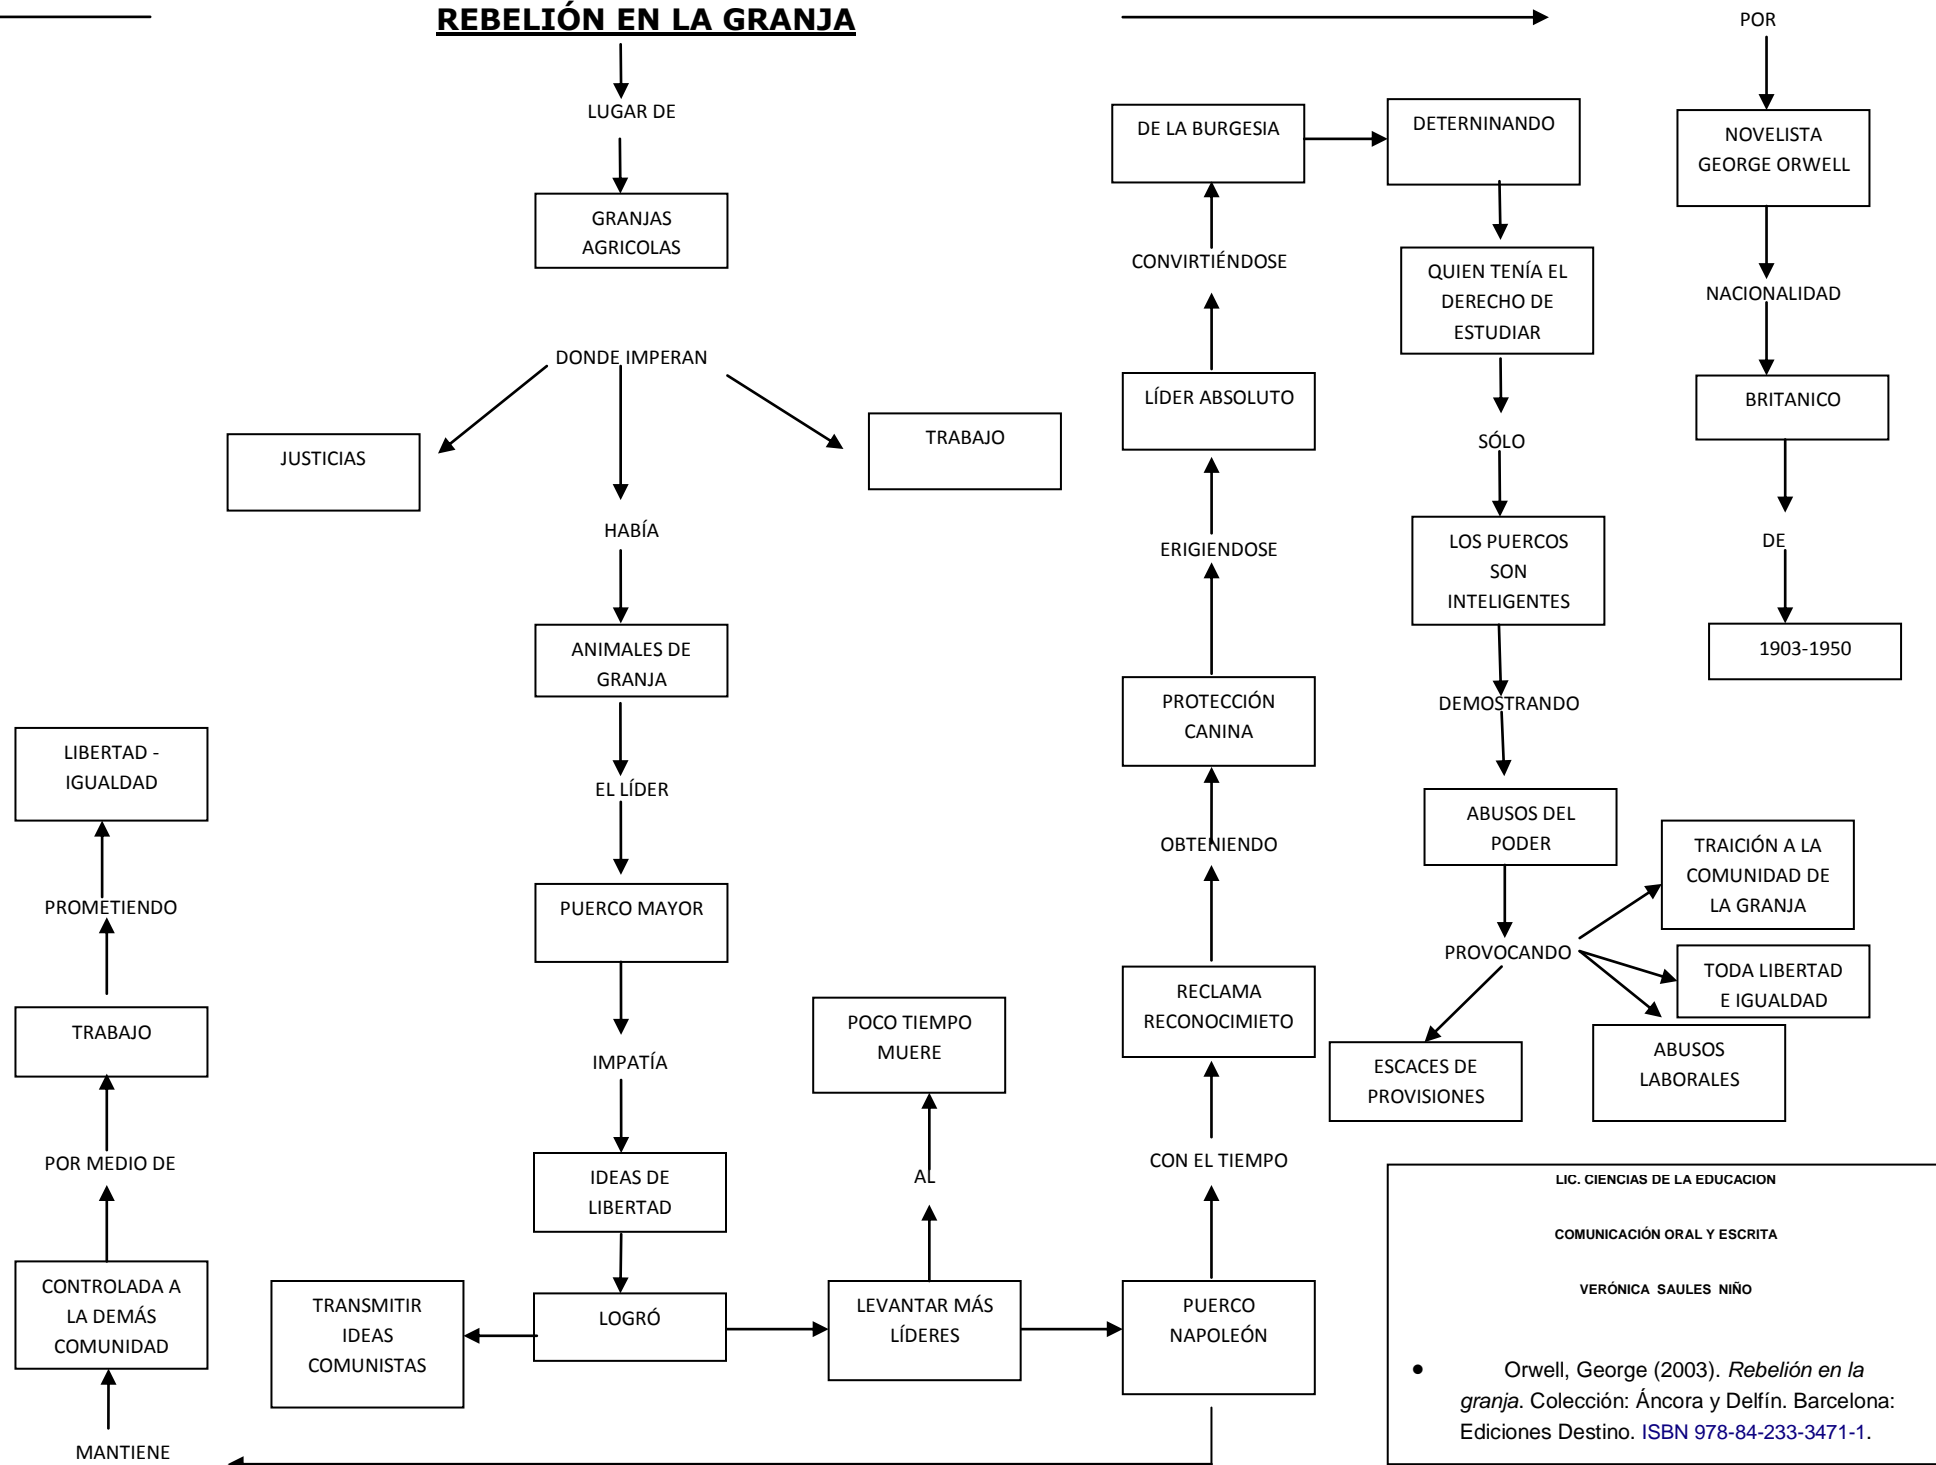 REBELIÓN EN LA GRANJA
LUGAR DE
GRANJAS
AGRICOLAS
DONDE IMPERAN
JUSTICIAS
TRABAJO
HABÍA
ANIMALES DE
GRANJA
EL LÍDER
PUERCO MAYOR
IMPATÍA
IDEAS DE
LIBERTAD
LOGRÓ
TRANSMITIR
IDEAS
COMUNISTAS
LEVANTAR MÁS
LÍDERES
AL
POCO TIEMPO
MUERE
PUERCO
NAPOLEÓN
MANTIENE
CONTROLADA A
LA DEMÁS
COMUNIDAD
POR MEDIO DE
TRABAJO
PROMETIENDO
LIBERTAD -
IGUALDAD
CON EL TIEMPO
RECLAMA
RECONOCIMIETO
OBTENIENDO
PROTECCIÓN
CANINA
ERIGIENDOSE
LÍDER ABSOLUTO
CONVIRTIÉNDOSE
DE LA BURGESIA
DETERNINANDO
QUIEN TENÍA EL
DERECHO DE
ESTUDIAR
SÓLO
LOS PUERCOS
SON
INTELIGENTES
DEMOSTRANDO
ABUSOS DEL
PODER
PROVOCANDO
TRAICIÓN A LA
COMUNIDAD DE
LA GRANJA
TODA LIBERTAD
E IGUALDAD
ABUSOS
LABORALES
ESCACES DE
PROVISIONES
POR
NOVELISTA
GEORGE ORWELL
NACIONALIDAD
BRITANICO
DE
1903-1950
LIC. CIENCIAS DE LA EDUCACION
COMUNICACIÓN ORAL Y ESCRITA
VERÓNICA SAULES NIÑO
• Orwell, George (2003). Rebelión en la
granja. Colección: Áncora y Delfín. Barcelona:
Ediciones Destino. ISBN 978-84-233-3471-1.